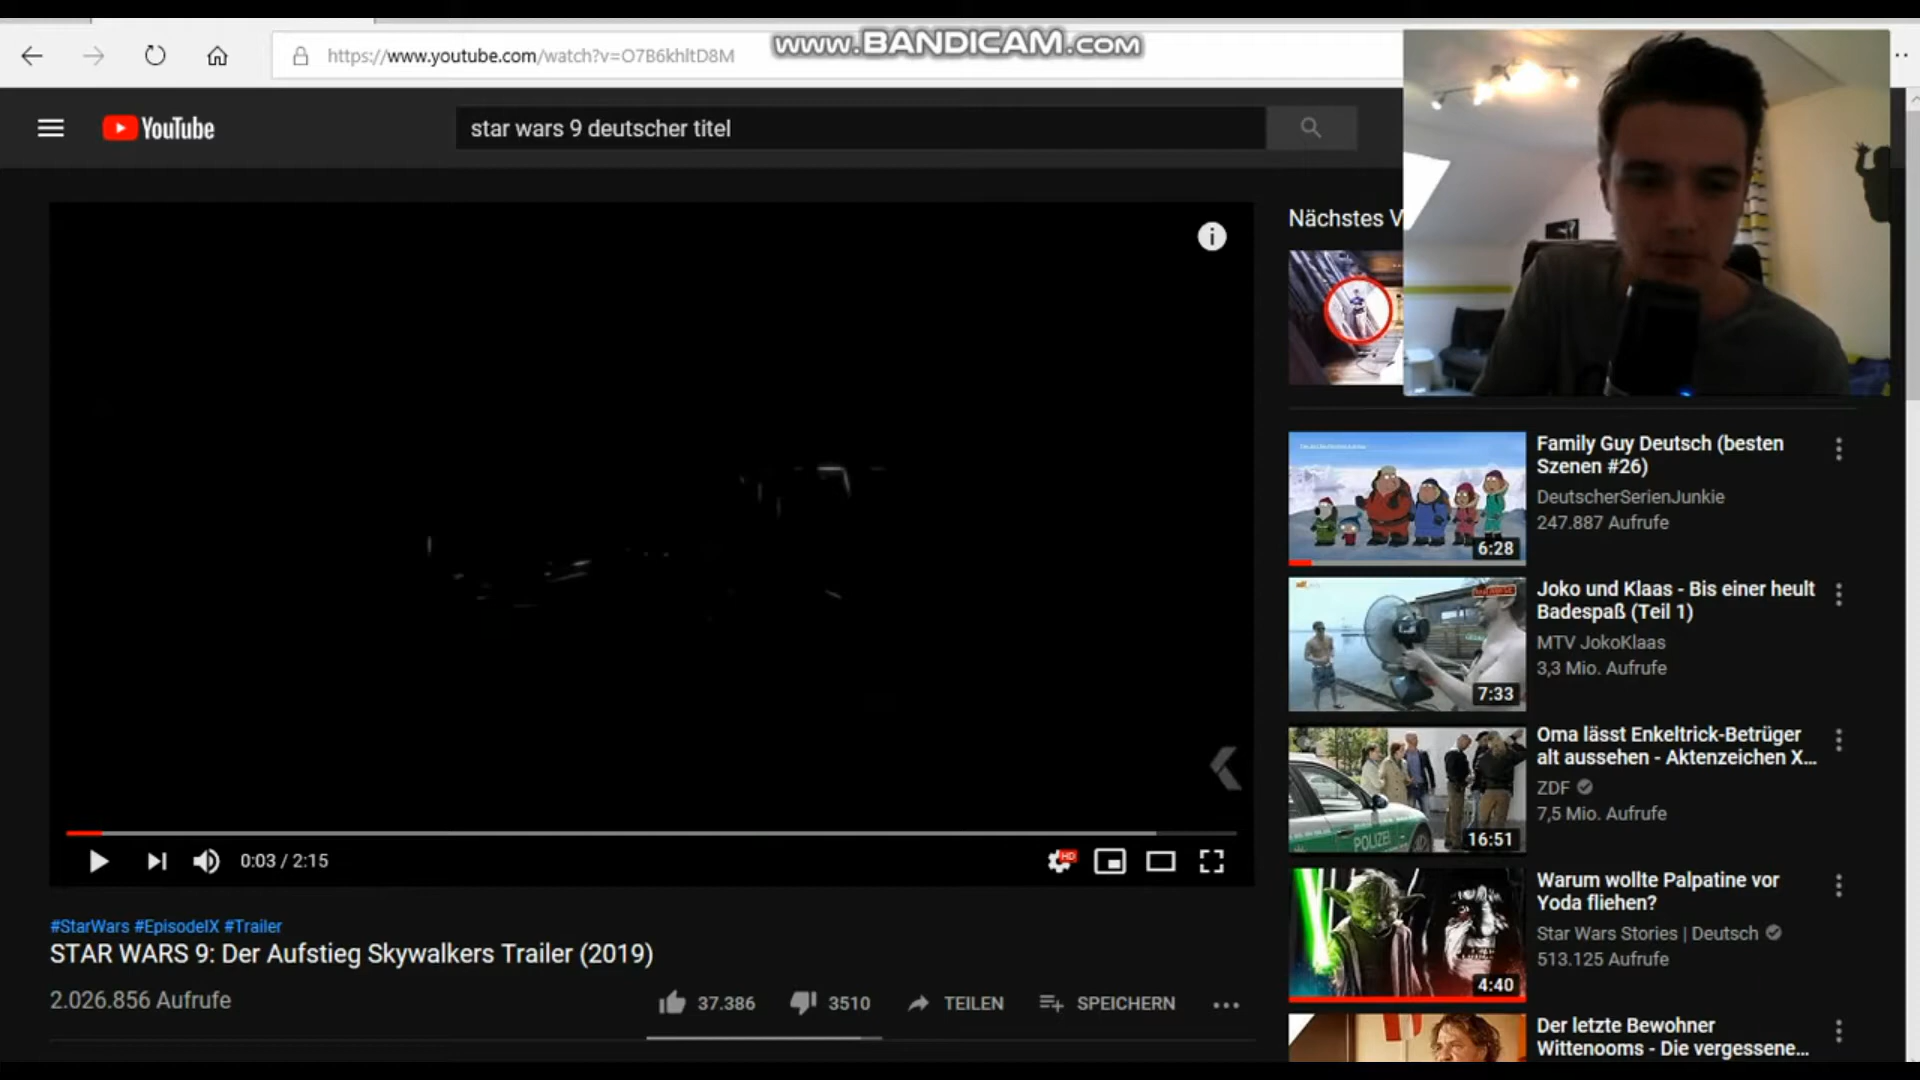 www.BANDICAM.com
https://www.youtube.com/watch?v=O7B6khltD8M
YouTube
star wars 9 deutscher titel
Nächstes V
0:03 / 2:15
HD
#StarWars #EpisodeIX #Trailer
STAR WARS 9: Der Aufstieg Skywalkers Trailer (2019)
2.026.856 Aufrufe
37.386
3510
TEILEN
SPEICHERN
Family Guy Deutsch (besten
Szenen #26)
DeutscherSerienJunkie
247.887 Aufrufe
6:28
Joko und Klaas - Bis einer heult
Badespaß (Teil 1)
MTV JokoKlaas
3,3 Mio. Aufrufe
7:33
Oma lässt Enkeltrick-Betrüger
alt aussehen - Aktenzeichen X...
ZDF
7,5 Mio. Aufrufe
POLIZEI
16:51
Warum wollte Palpatine vor
Yoda fliehen?
Star Wars Stories | Deutsch
513.125 Aufrufe
4:40
Der letzte Bewohner
Wittenooms - Die vergessene...